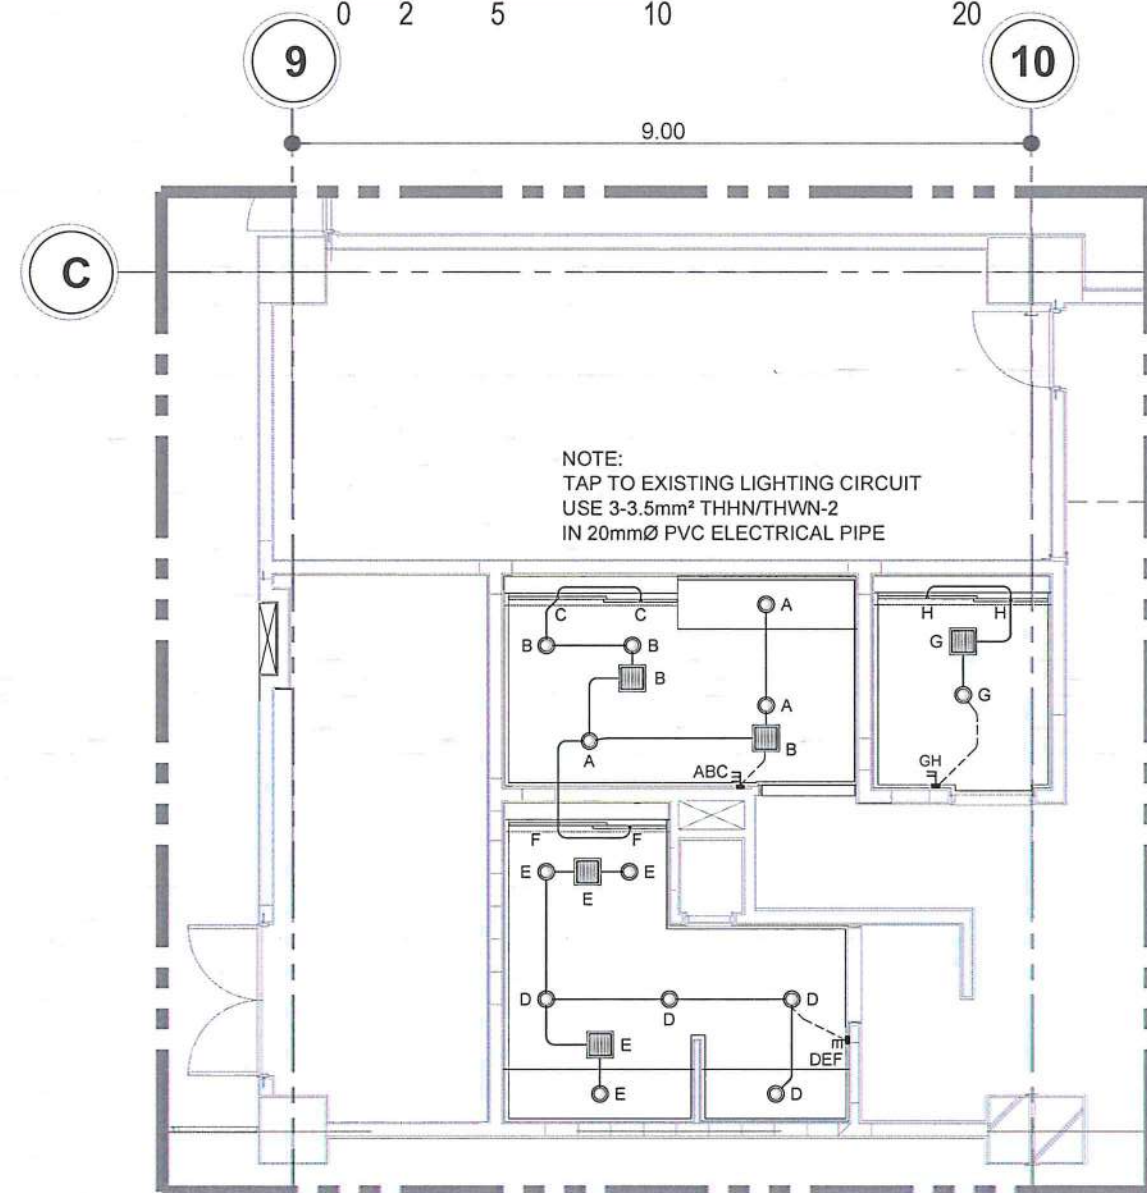 0 2 5 10 20
9 10
9.00
C
NOTE:
TAP TO EXISTING LIGHTING CIRCUIT
USE 3-3.5mm² THHN/THWN-2
IN 20mmØ PVC ELECTRICAL PIPE
C C A H H
B B G
B G
A
A B
ABC GH
F F
E E
E
D D
D
E DEF
E D